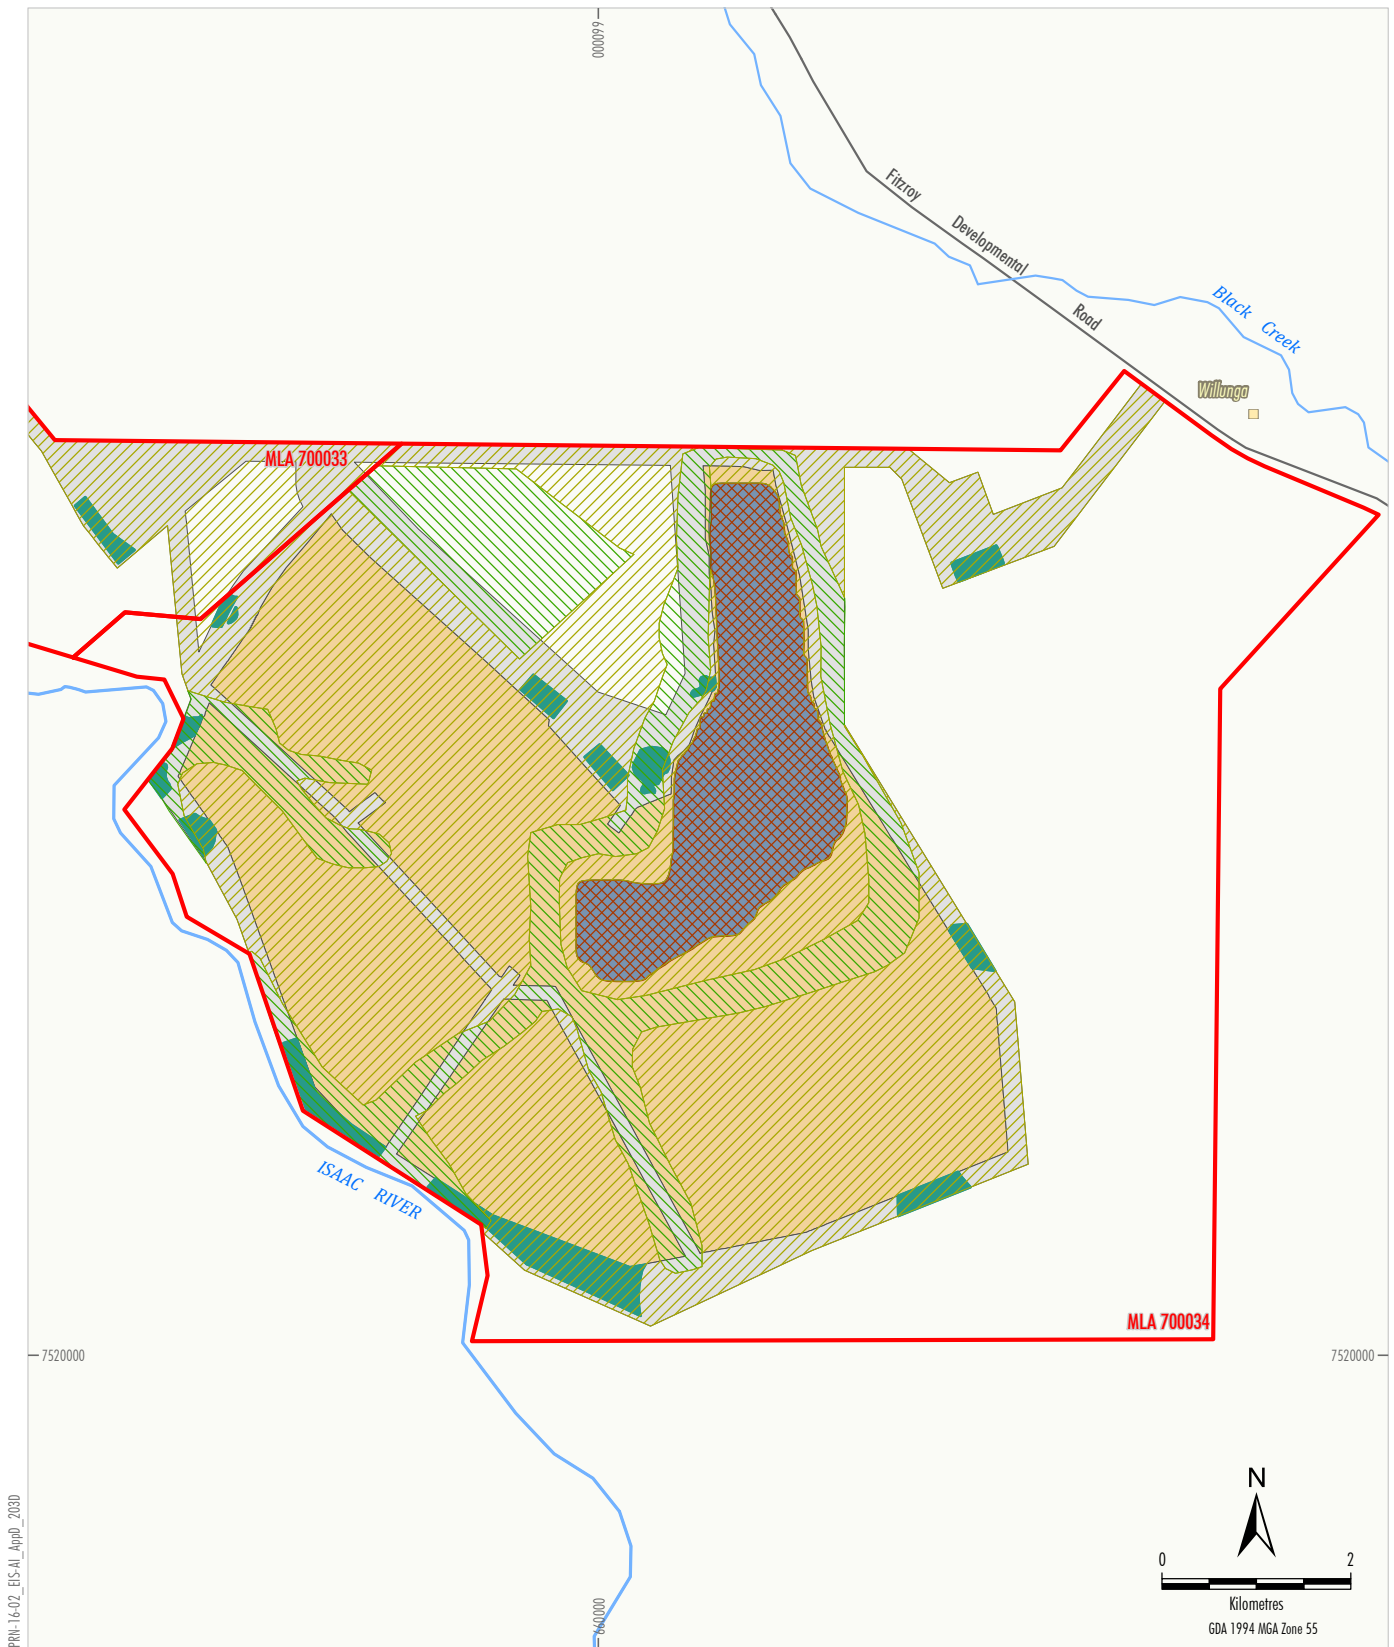 660000
Fitzroy Developmental Road
Black Creek
Willunga
MLA 700033
ISAAC RIVER
MLA 700034
7520000
7520000
N
0 2
Kilometres
GDA 1994 MGA Zone 55
660000
PRN-16-02_EIS-AI_AppD_203D